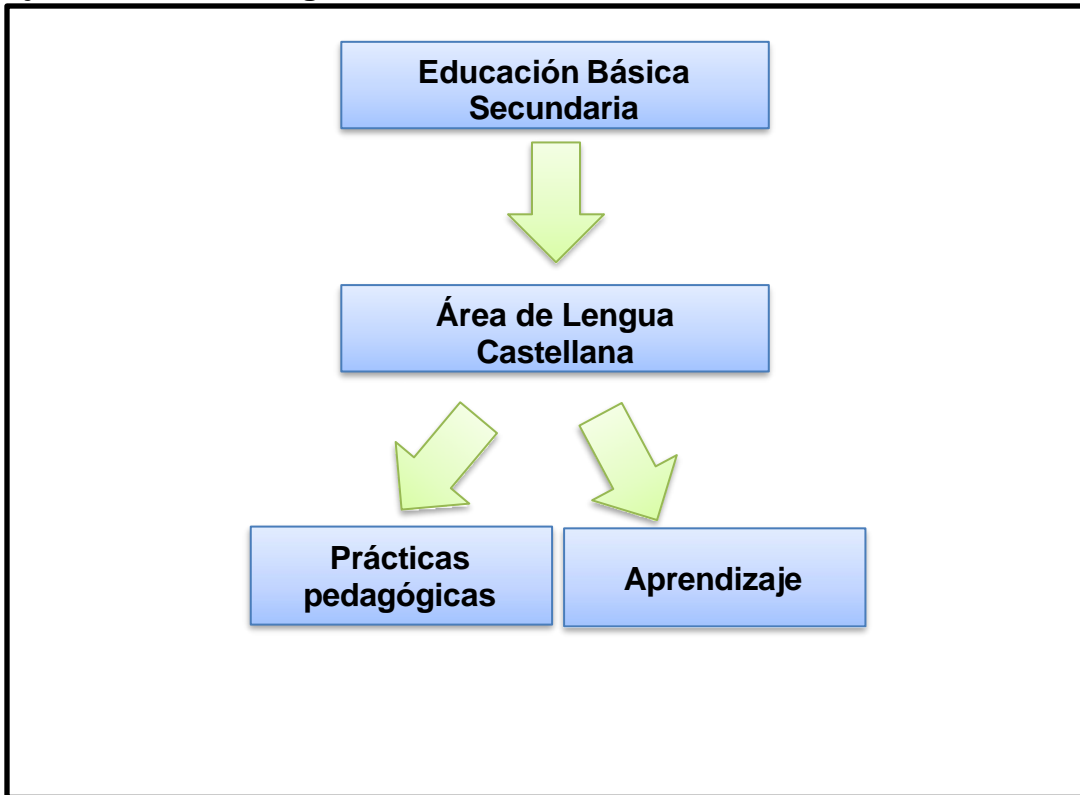 Educación Básica
Secundaria
Área de Lengua
Castellana
Prácticas
pedagógicas
Aprendizaje